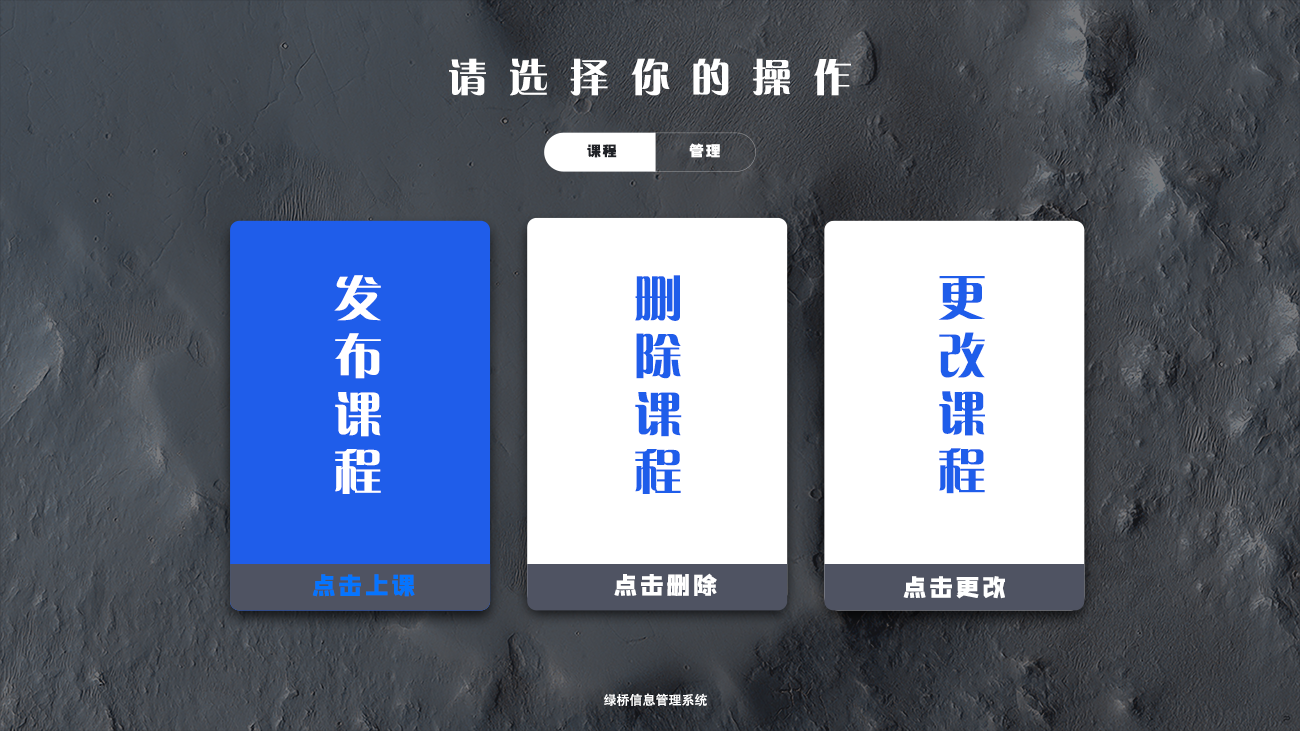 请选择你的操作
课程
管理
发布课程
删除课程
更改课程
点击上课
点击删除
点击更改
绿桥信息管理系统